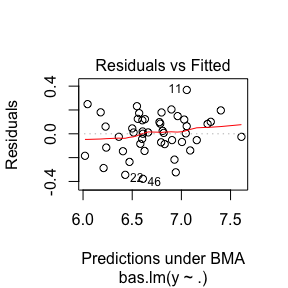 Residuals vs Fitted
Residuals
0.4
0.0
-0.4
11
22
46
6.0 6.5 7.0 7.5
Predictions under BMA
bas.lm(y ~ .)